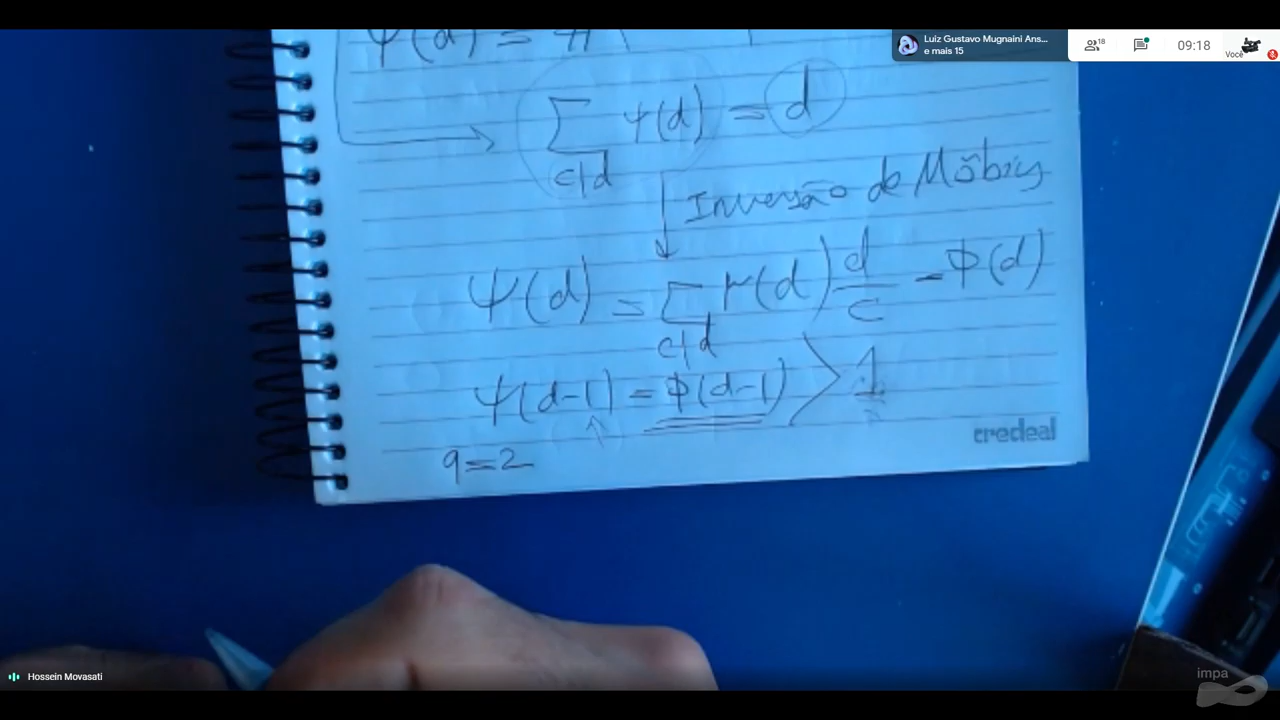 ψ(d) = #
Luiz Gustavo Mugnaini Ans...
e mais 15
18
09:18
Você
∑ ψ(d) = d
c|d
Inversão de Möbius
ψ(d) = ∑ μ(d) d/c = Φ(d)
c|d
ψ(d-1) = Φ(d-1) > 1
credeal
q=2
Hossein Movasati
impa